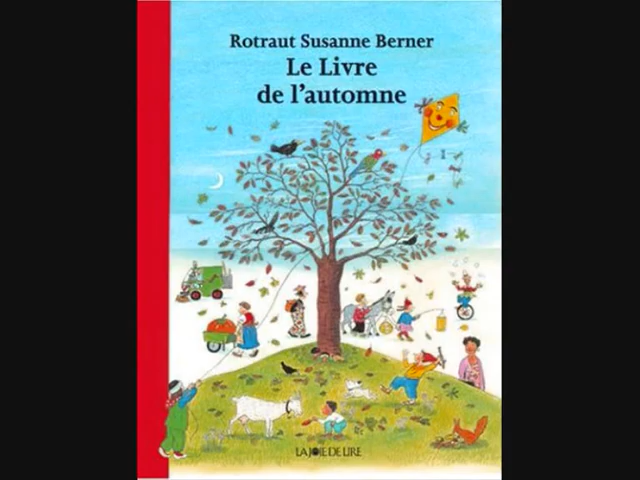 Rotraut Susanne Berner
Le Livre
de l'automne
LA JOIE DE LIRE